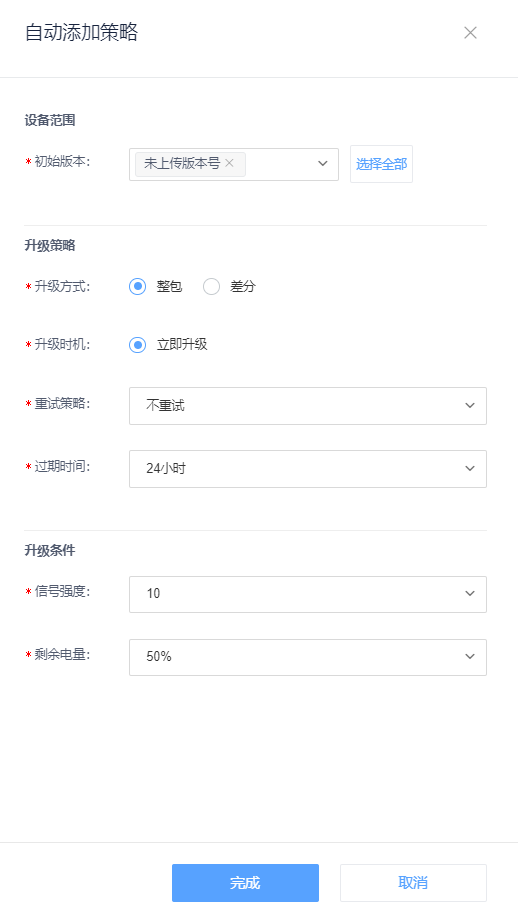 自动添加策略
设备范围
* 初始版本： 未上传版本号 × 选择全部
升级策略
* 升级方式： 整包 差分
* 升级时机： 立即升级
* 重试策略： 不重试
* 过期时间： 24小时
升级条件
* 信号强度： 10
* 剩余电量： 50%
完成 取消